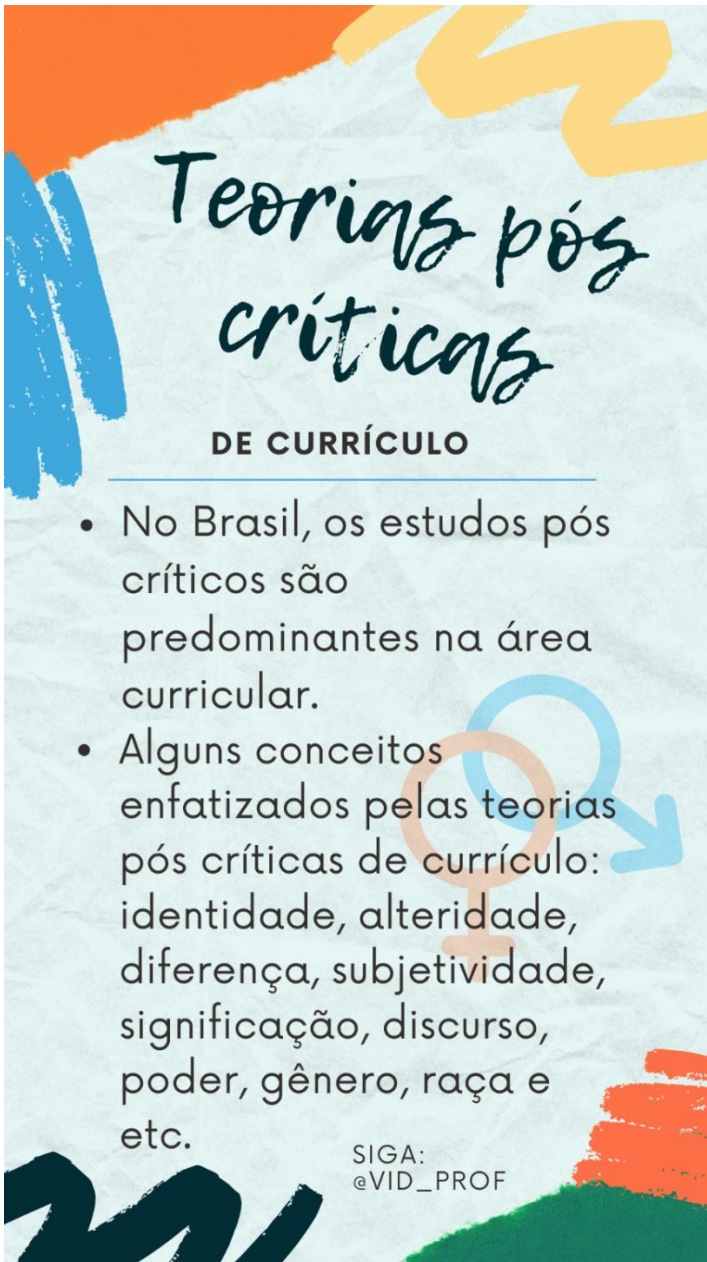 Teorias pós
críticas
DE CURRÍCULO
• No Brasil, os estudos pós
críticos são
predominantes na área
curricular.
• Alguns conceitos
enfatizados pelas teorias
pós críticas de currículo:
identidade, alteridade,
diferença, subjetividade,
significação, discurso,
poder, gênero, raça e
etc.
SIGA:
@VID_PROF